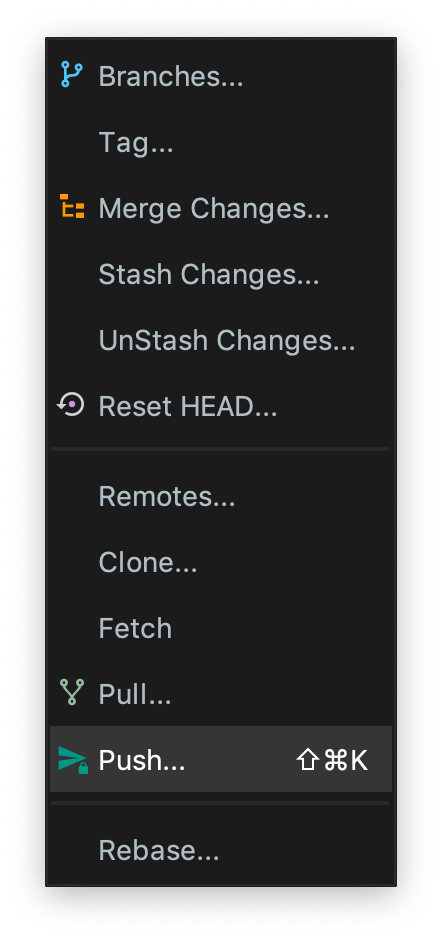 Branches...
Tag...
Merge Changes...
Stash Changes...
UnStash Changes...
Reset HEAD...
Remotes...
Clone...
Fetch
Pull...
Push... ⇧⌘K
Rebase...